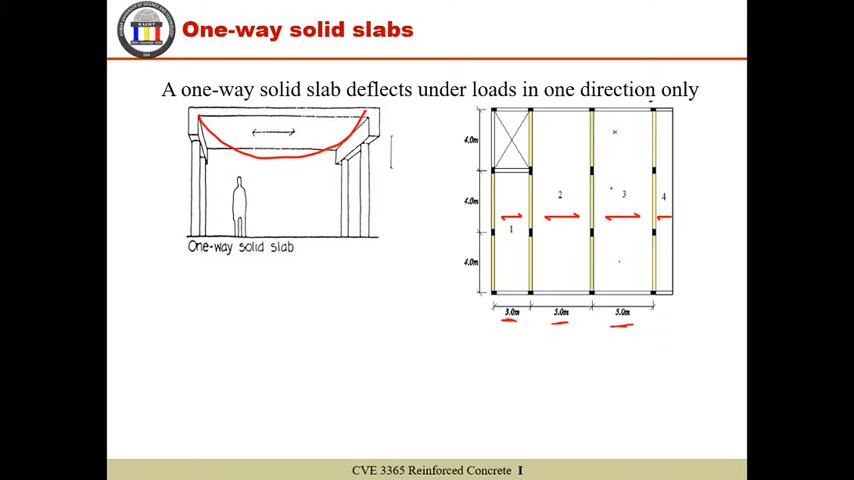 KUST
One-way solid slabs
A one-way solid slab deflects under loads in one direction only
4.0m
4.0m
4.0m
1
2
3
4
3.0m
5.0m
5.0m
One-way solid slab
CVE 3365 Reinforced Concrete I